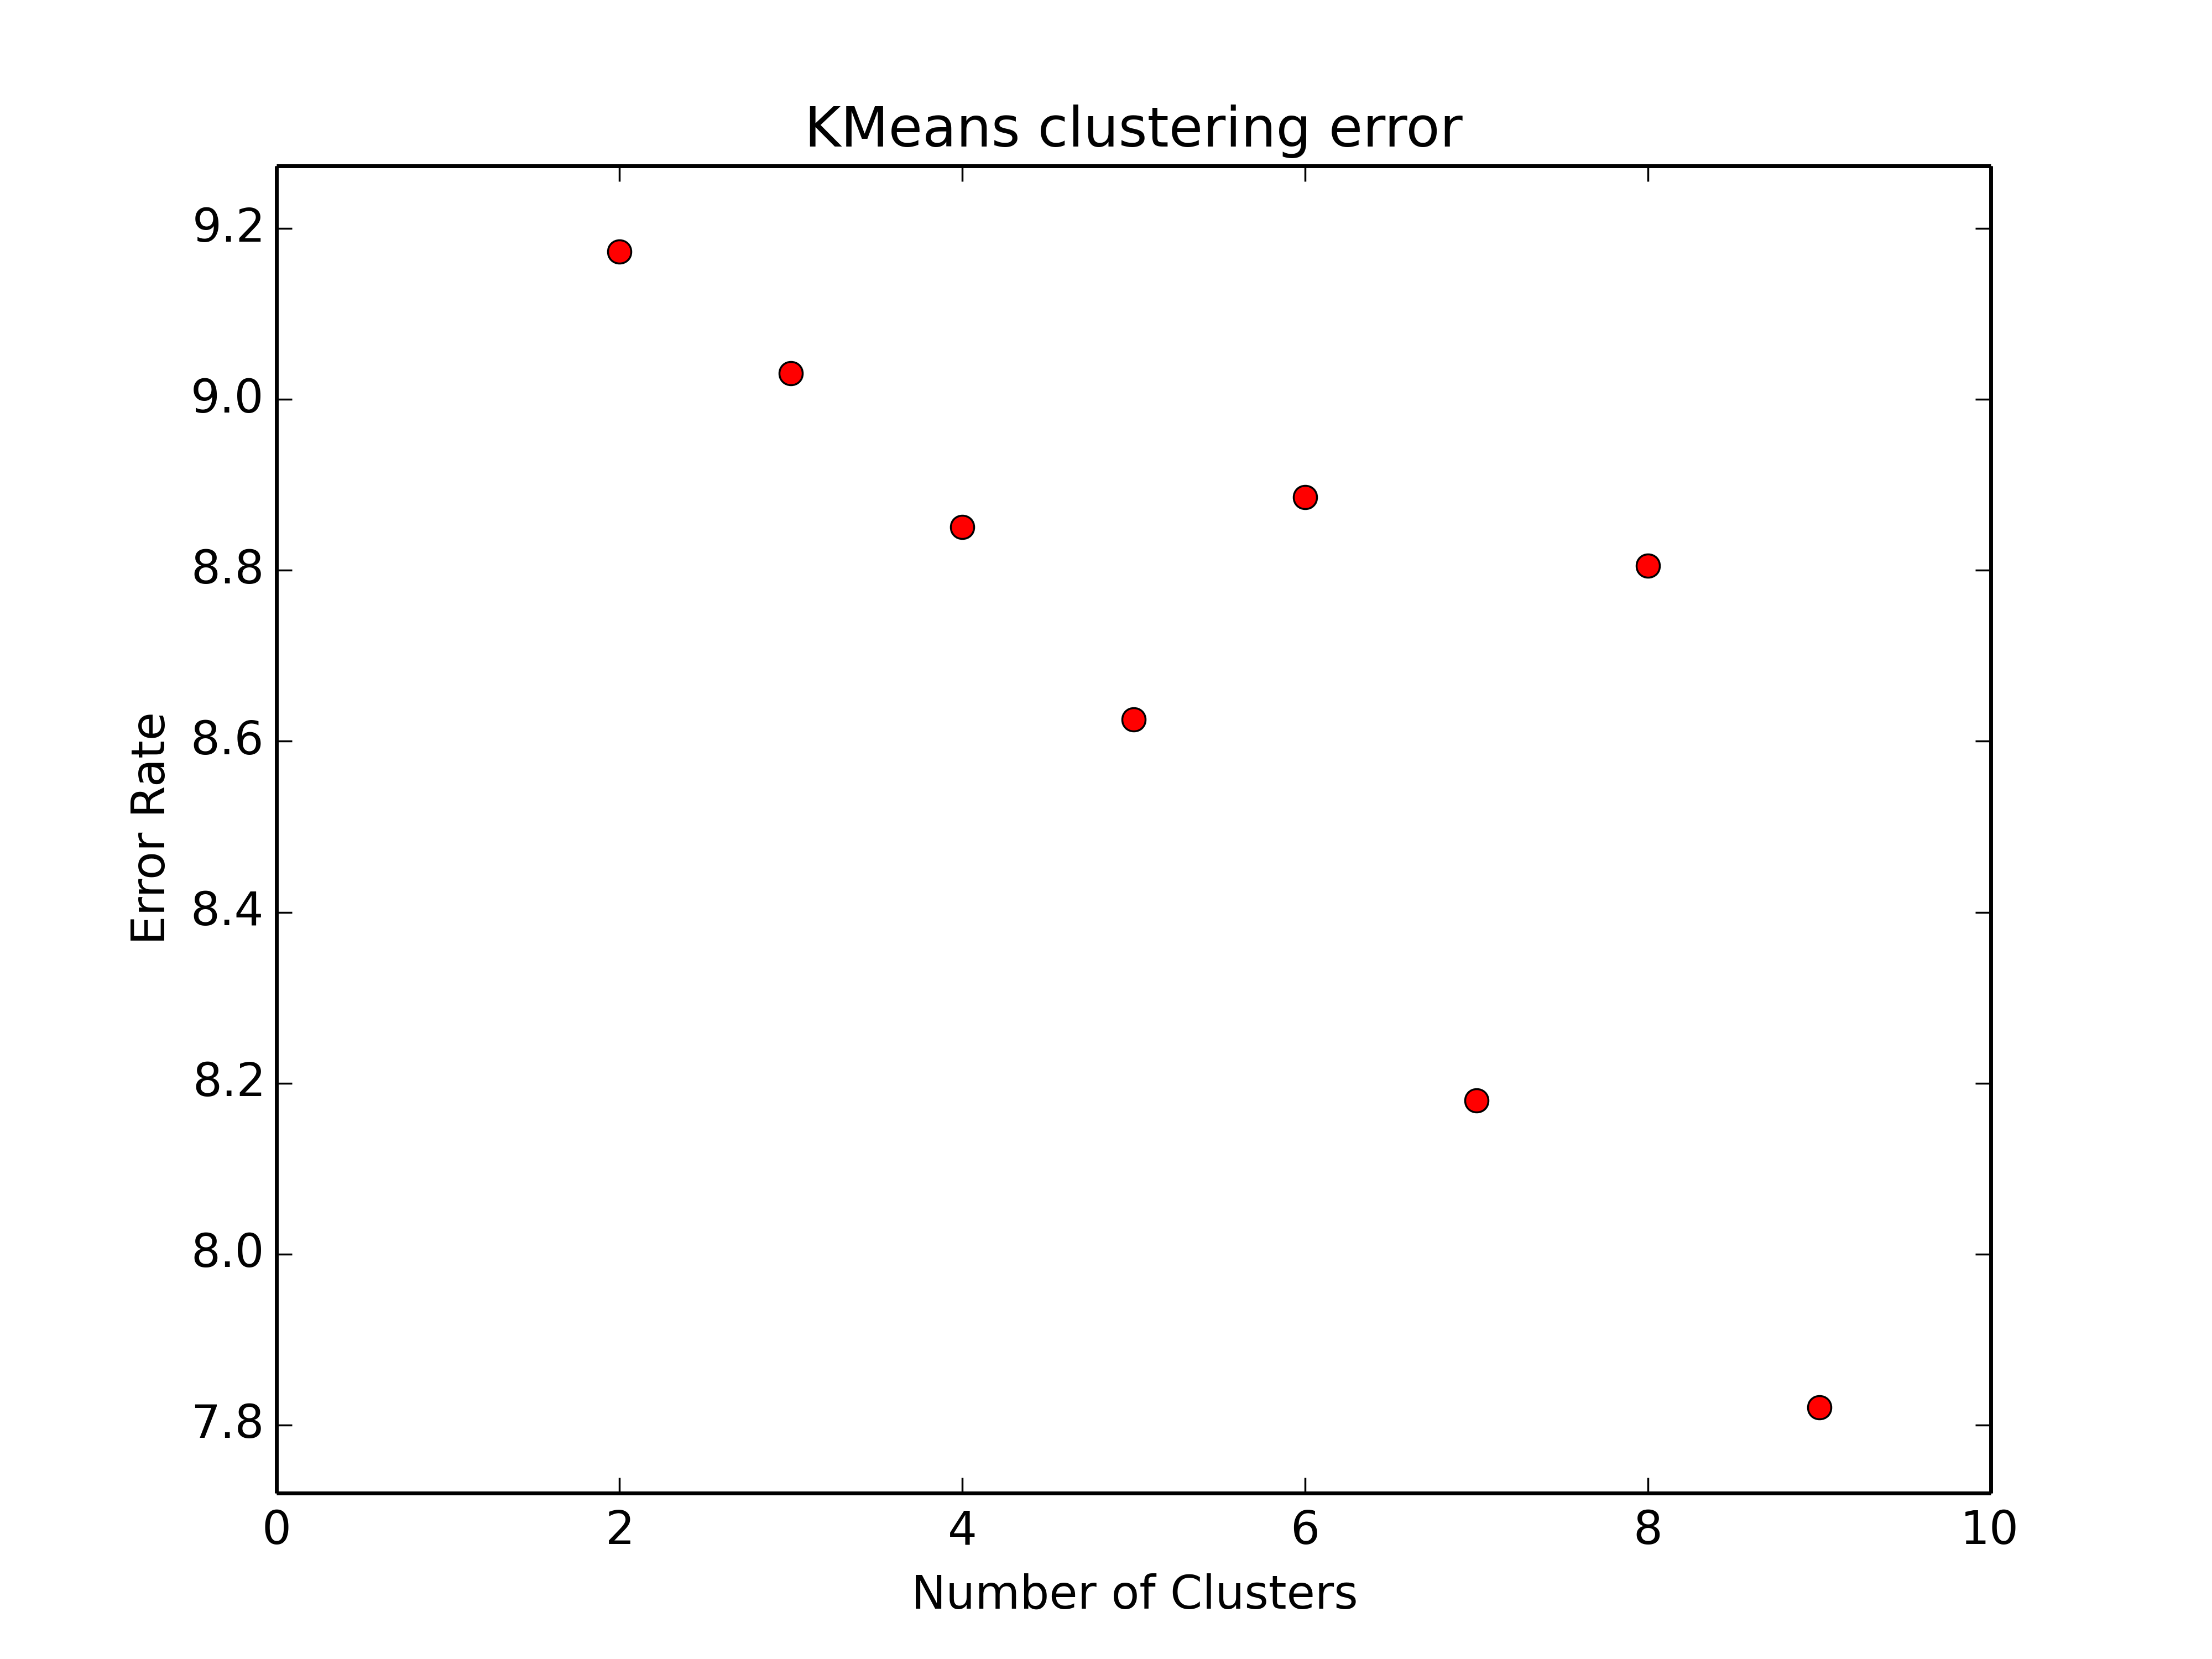 KMeans clustering error
9.2
9.0
8.8
8.6
8.4
8.2
8.0
7.8
Error Rate
0 2 4 6 8 10
Number of Clusters